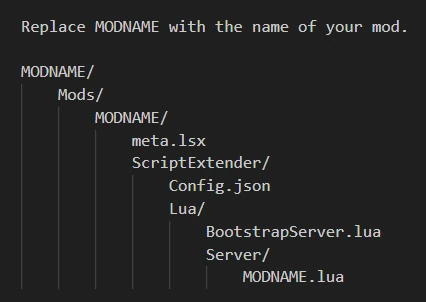 Replace MODNAME with the name of your mod.
MODNAME/
Mods/
MODNAME/
meta.lsx
ScriptExtender/
Config.json
Lua/
BootstrapServer.lua
Server/
MODNAME.lua